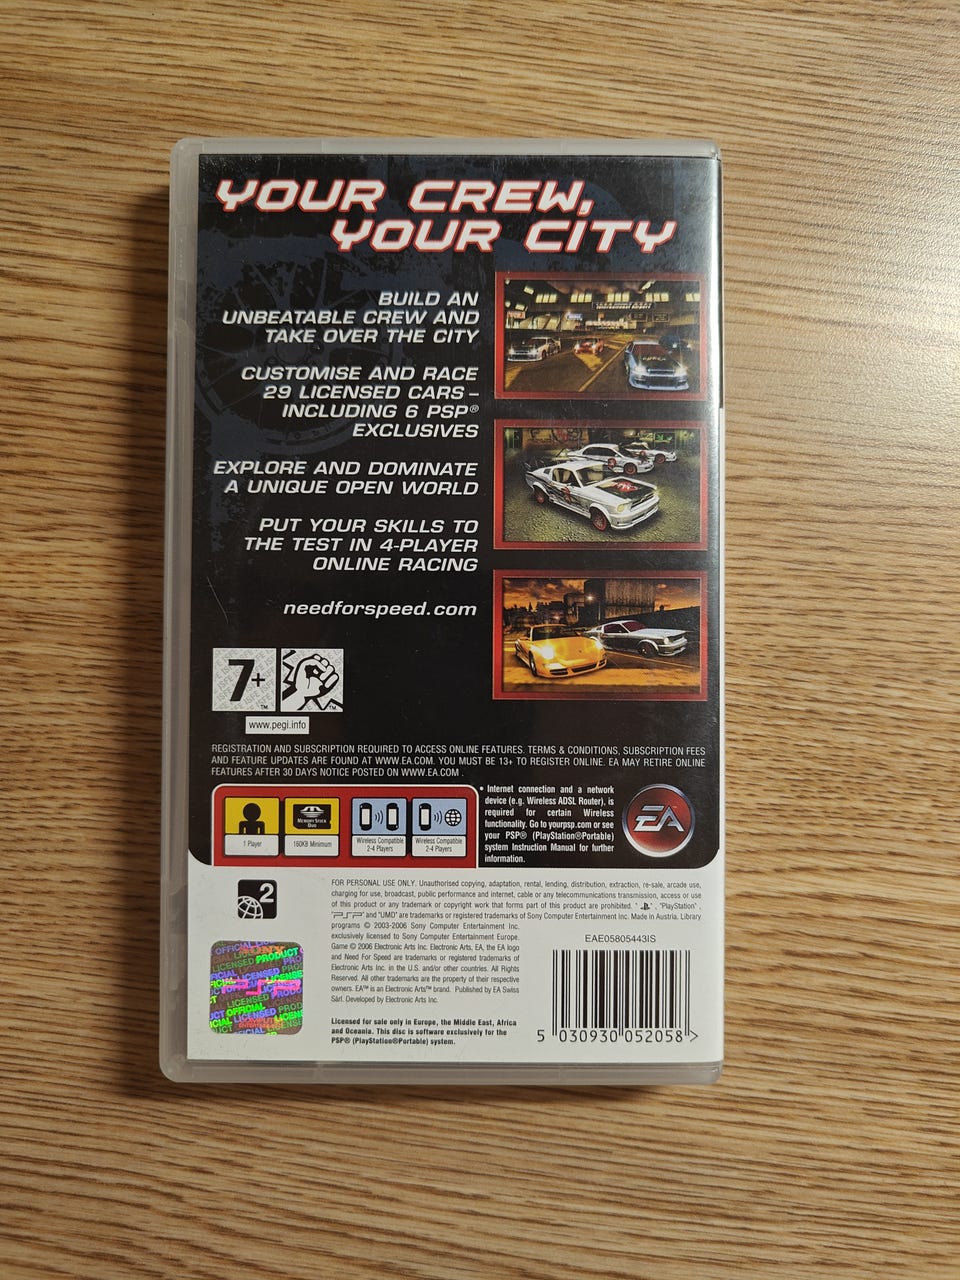 YOUR CREW,
YOUR CITY
BUILD AN
UNBEATABLE CREW AND
TAKE OVER THE CITY
CUSTOMISE AND RACE
29 LICENSED CARS –
INCLUDING 6 PSP®
EXCLUSIVES
EXPLORE AND DOMINATE
A UNIQUE OPEN WORLD
PUT YOUR SKILLS TO
THE TEST IN 4-PLAYER
ONLINE RACING
needforspeed.com
7+
www.pegi.info
REGISTRATION AND SUBSCRIPTION REQUIRED TO ACCESS ONLINE FEATURES. TERMS & CONDITIONS, SUBSCRIPTION FEES
AND FEATURE UPDATES ARE FOUND AT WWW.EA.COM. YOU MUST BE 13+ TO REGISTER ONLINE. EA MAY RETIRE ONLINE
FEATURES AFTER 30 DAYS NOTICE POSTED ON WWW.EA.COM .
1 Player
MEMORY STICK
DUO
160KB Minimum
Wireless Compatible
2-4 Players
Wireless Compatible
2-4 Players
• Internet connection and a network
device (e.g. Wireless ADSL Router), is
required for certain Wireless
functionality. Go to yourpsp.com or see
your PSP® (PlayStation®Portable)
system Instruction Manual for further
information.
EA
2
FOR PERSONAL USE ONLY. Unauthorised copying, adaptation, rental, lending, distribution, extraction, re-sale, arcade use,
charging for use, broadcast, public performance and internet, cable or any telecommunications transmission, access or use
of this product or any trademark or copyright work that forms part of this product are prohibited. " ", "PlayStation",
"PSP" and "UMD" are trademarks or registered trademarks of Sony Computer Entertainment Inc. Made in Austria. Library
programs © 2003-2006 Sony Computer Entertainment Inc.
exclusively licensed to Sony Computer Entertainment Europe.
Game © 2006 Electronic Arts Inc. Electronic Arts, EA, the EA logo
and Need For Speed are trademarks or registered trademarks of
Electronic Arts Inc. in the U.S. and/or other countries. All Rights
Reserved. All other trademarks are the property of their respective
owners. EA™ is an Electronic Arts™ brand. Published by EA Swiss
Sàrl. Developed by Electronic Arts Inc.
Licensed for sale only in Europe, the Middle East, Africa
and Oceania. This disc is software exclusively for the
PSP® (PlayStation®Portable) system.
EAE05805443IS
5 030930 052058 >
OFFICIAL
LICENSED PRODUCT
SONY
PSP